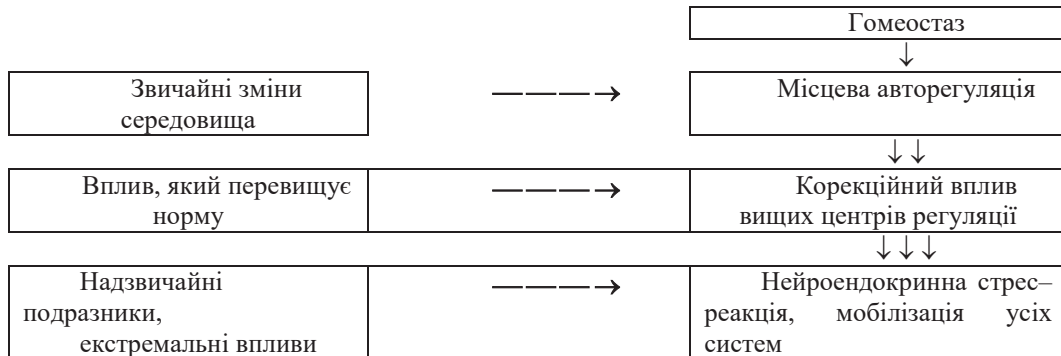 Гомеостаз
↓
Звичайні зміни
середовища
————→
Місцева авторегуляція
↓↓
Вплив, який перевищує
норму
————→
Корекційний вплив
вищих центрів регуляції
↓↓↓
Надзвичайні
подразники,
екстремальні впливи
————→
Нейроендокринна стрес–
реакція, мобілізація усіх
систем